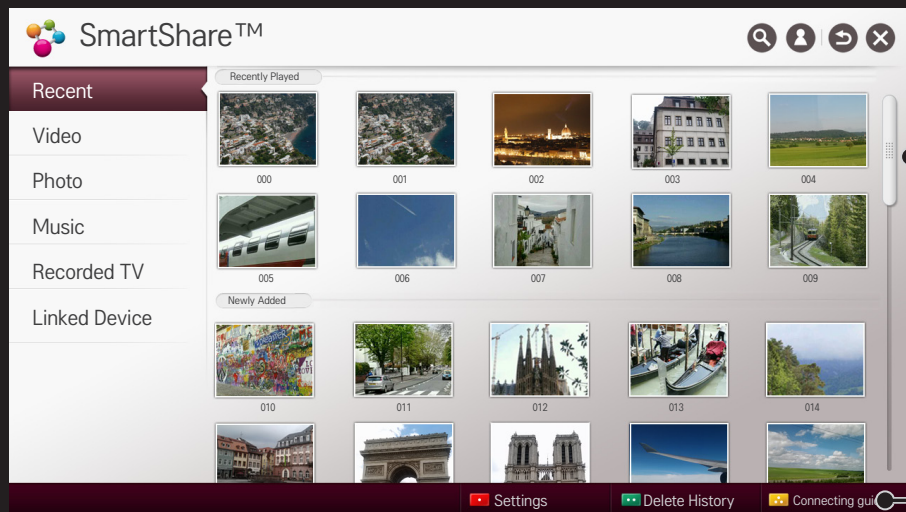 SmartShare™
Recent
Video
Photo
Music
Recorded TV
Linked Device
Recently Played
000 001 002 003 004
005 006 007 008 009
Newly Added
010 011 012 013 014
Settings Delete History Connecting